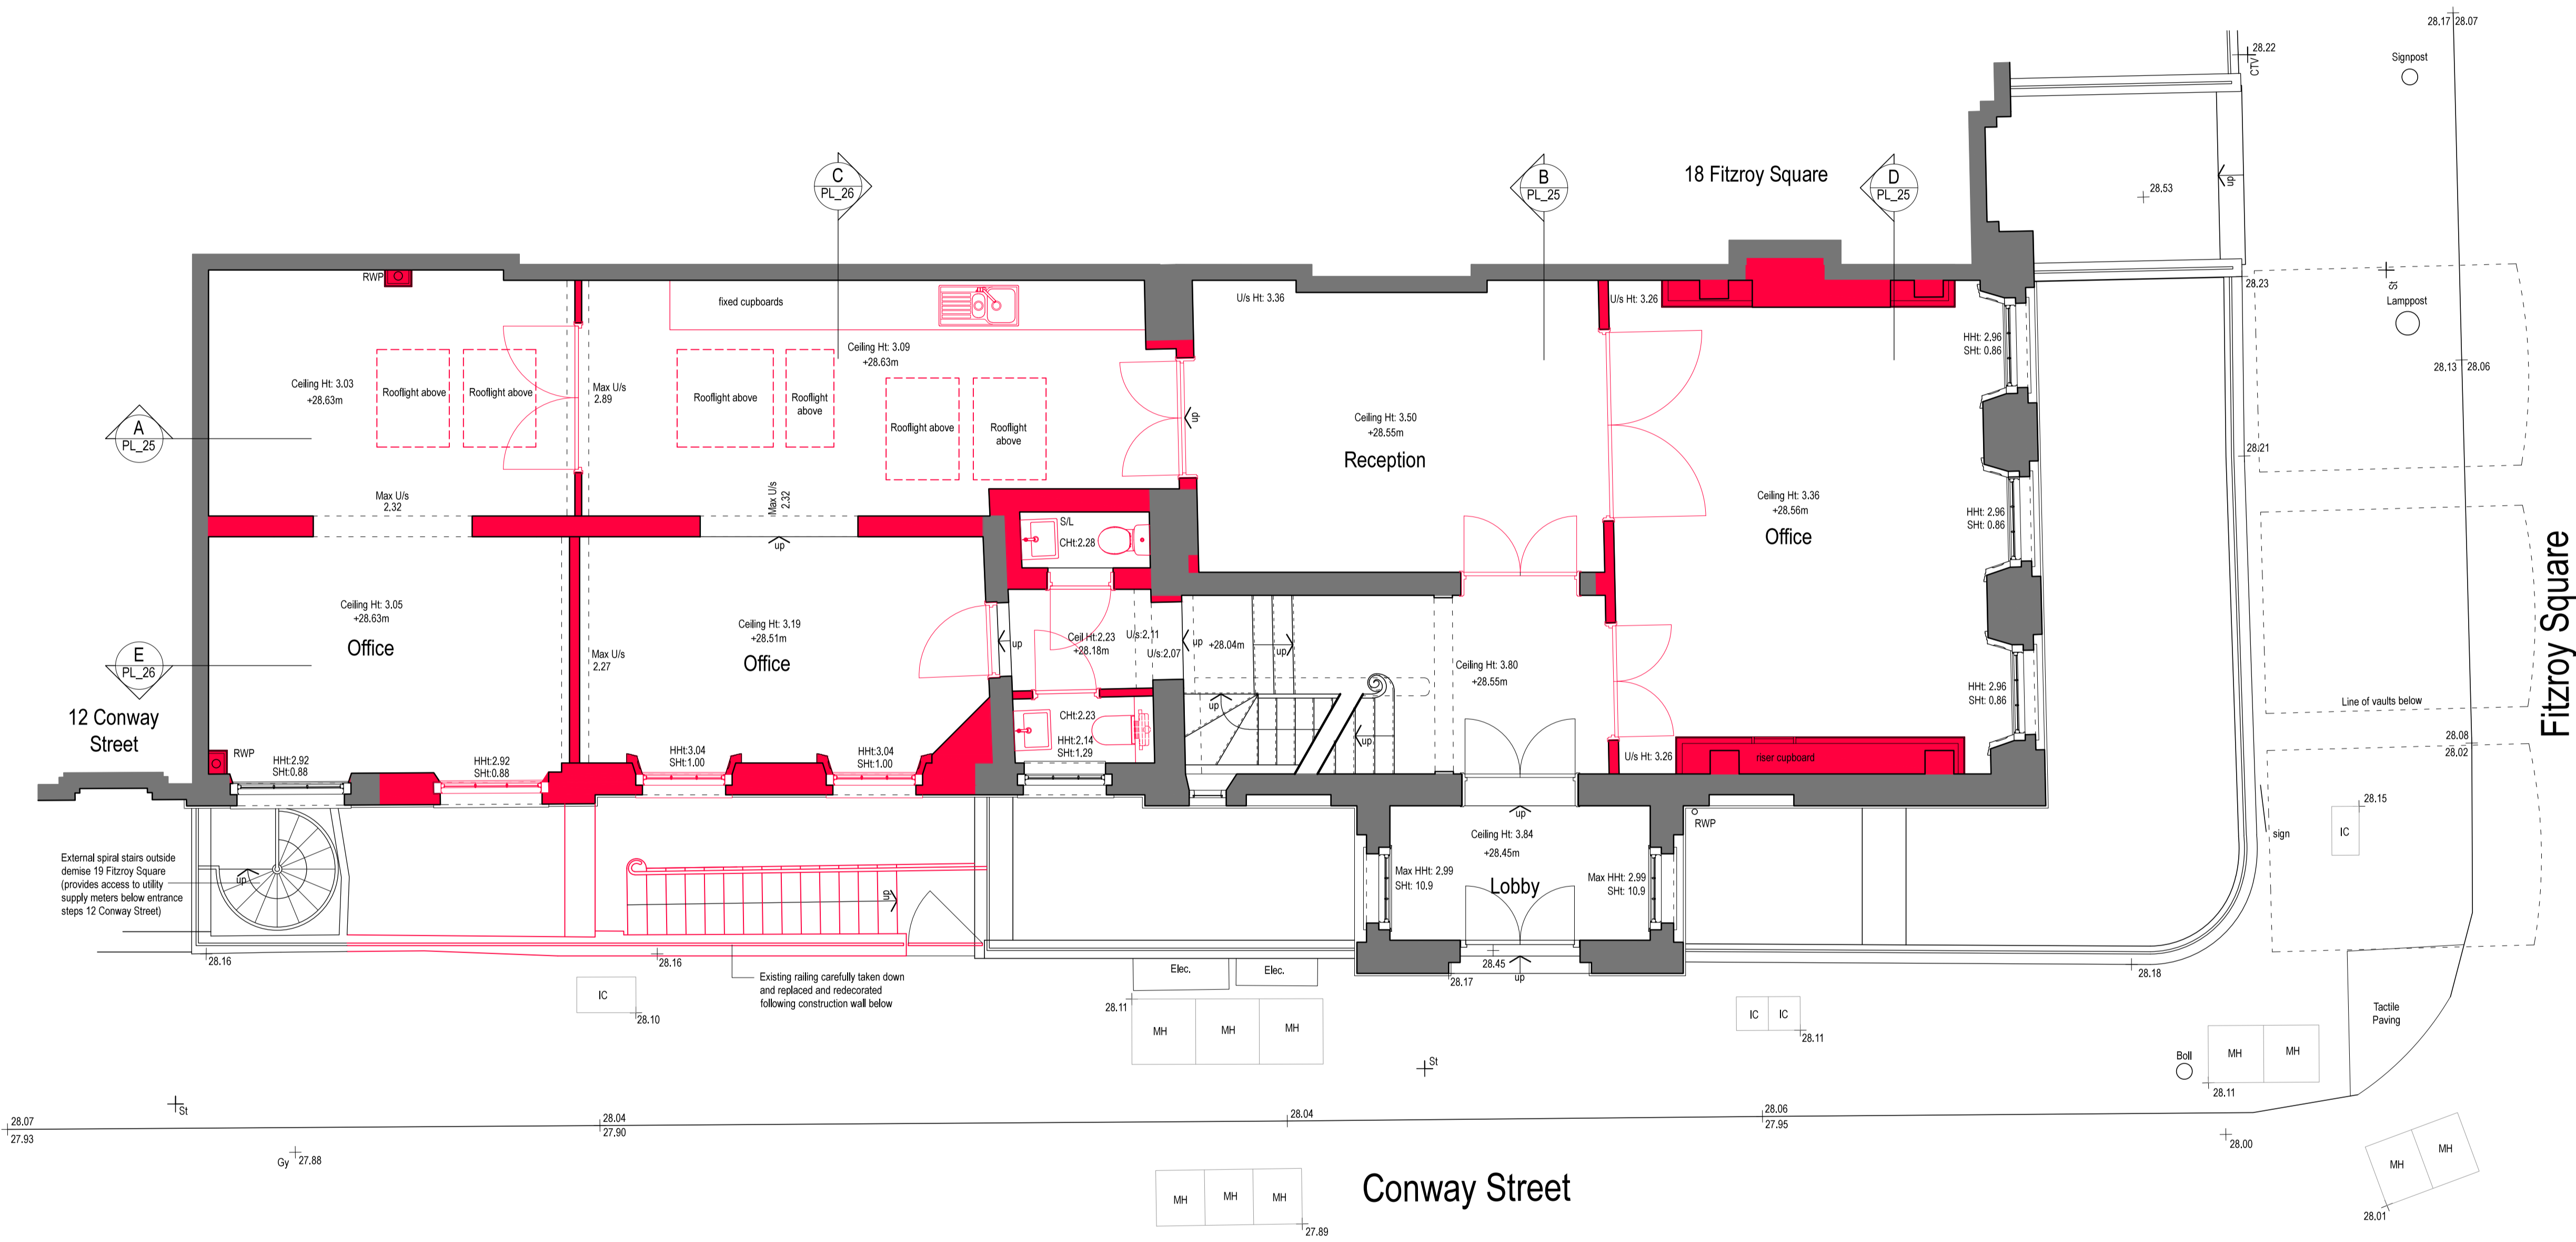 28.17 28.07
28.22
CTV
Signpost
18 Fitzroy Square
C
PL_26
B
PL_25
D
PL_25
28.53
up
RWP
fixed cupboards
U/s Ht: 3.36
U/s Ht: 3.26
28.23
St
Lamppost
HHt: 2.96
SHt: 0.86
28.13 28.06
Ceiling Ht: 3.03
+28.63m
Rooflight above
Rooflight above
Max U/s
2.89
Ceiling Ht: 3.09
+28.63m
Rooflight above
Rooflight
above
Rooflight above
Rooflight
above
up
Ceiling Ht: 3.50
+28.55m
Reception
A
PL_25
28.21
Max U/s
2.32
Max U/s
2.32
up
S/L
CHt:2.28
Ceiling Ht: 3.36
+28.56m
Office
HHt: 2.96
SHt: 0.86
Fitzroy Square
Ceiling Ht: 3.05
+28.63m
Office
Ceiling Ht: 3.19
+28.51m
Office
Max U/s
2.27
up
Ceil Ht:2.23
+28.18m
U/s:2.11
U/s:2.07
up
+28.04m
up
Ceiling Ht: 3.80
+28.55m
E
PL_26
HHt: 2.96
SHt: 0.86
12 Conway
Street
up
up
Line of vaults below
CHt:2.23
HHt:2.14
SHt:1.29
RWP
HHt:2.92
SHt:0.88
HHt:2.92
SHt:0.88
HHt:3.04
SHt:1.00
HHt:3.04
SHt:1.00
U/s Ht: 3.26
riser cupboard
28.08
28.02
28.15
IC
sign
RWP
up
Ceiling Ht: 3.84
+28.45m
Lobby
Max HHt: 2.99
SHt: 10.9
Max HHt: 2.99
SHt: 10.9
External spiral stairs outside
demise 19 Fitzroy Square
(provides access to utility
supply meters below entrance
steps 12 Conway Street)
up
up
28.16
28.16
Existing railing carefully taken down
and replaced and redecorated
following construction wall below
Elec.
Elec.
28.45
28.17
up
28.18
IC
28.10
28.11
MH
MH
MH
IC
IC
28.11
Tactile
Paving
Boll
MH
MH
28.11
St
St
28.07
27.93
28.04
27.90
28.04
28.06
27.95
28.00
Gy
27.88
MH
MH
MH
27.89
Conway Street
MH
MH
28.01